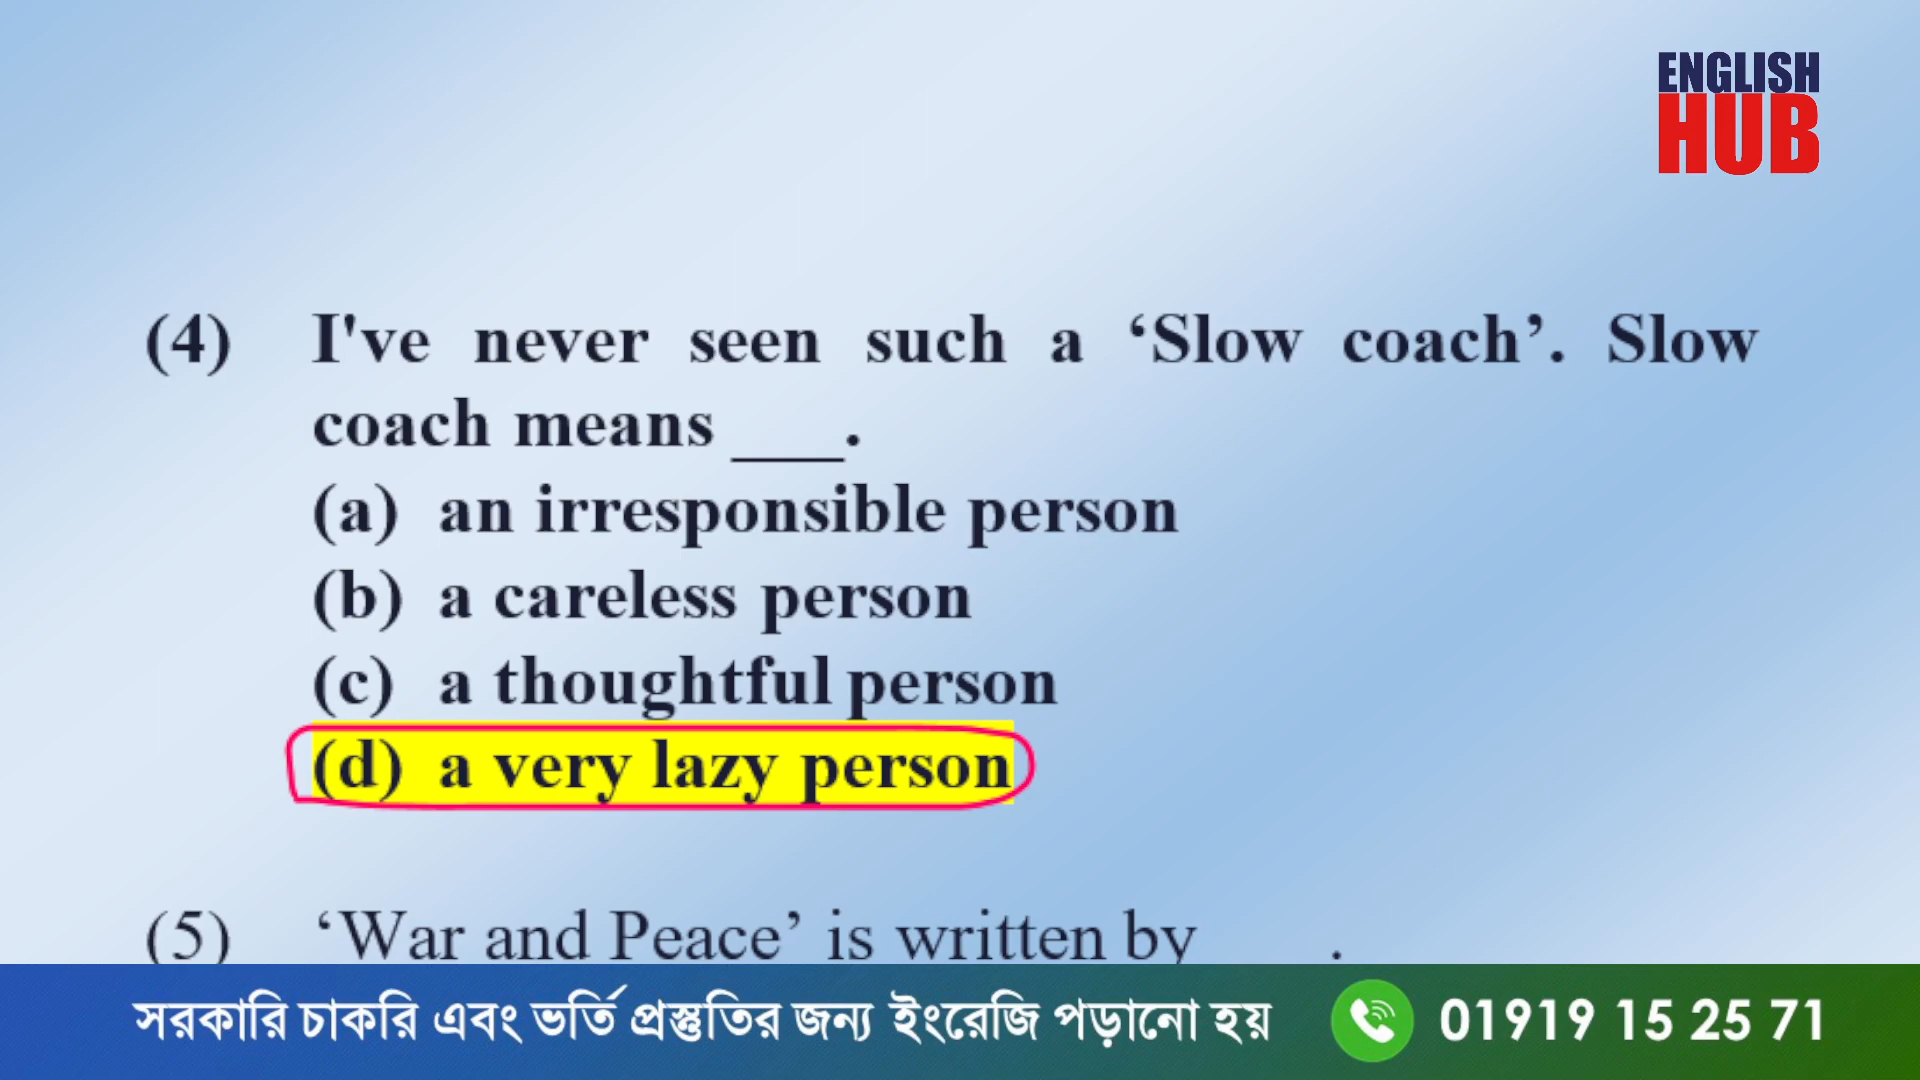 ENGLISH
HUB
(4) I've never seen such a ‘Slow coach’. Slow
coach means ___.
(a) an irresponsible person
(b) a careless person
(c) a thoughtful person
(d) a very lazy person
(5) ‘War and Peace’ is written by .
সরকারি চাকরি এবং ভর্তি প্রস্তুতির জন্য ইংরেজি পড়ানো হয় 01919 15 25 71